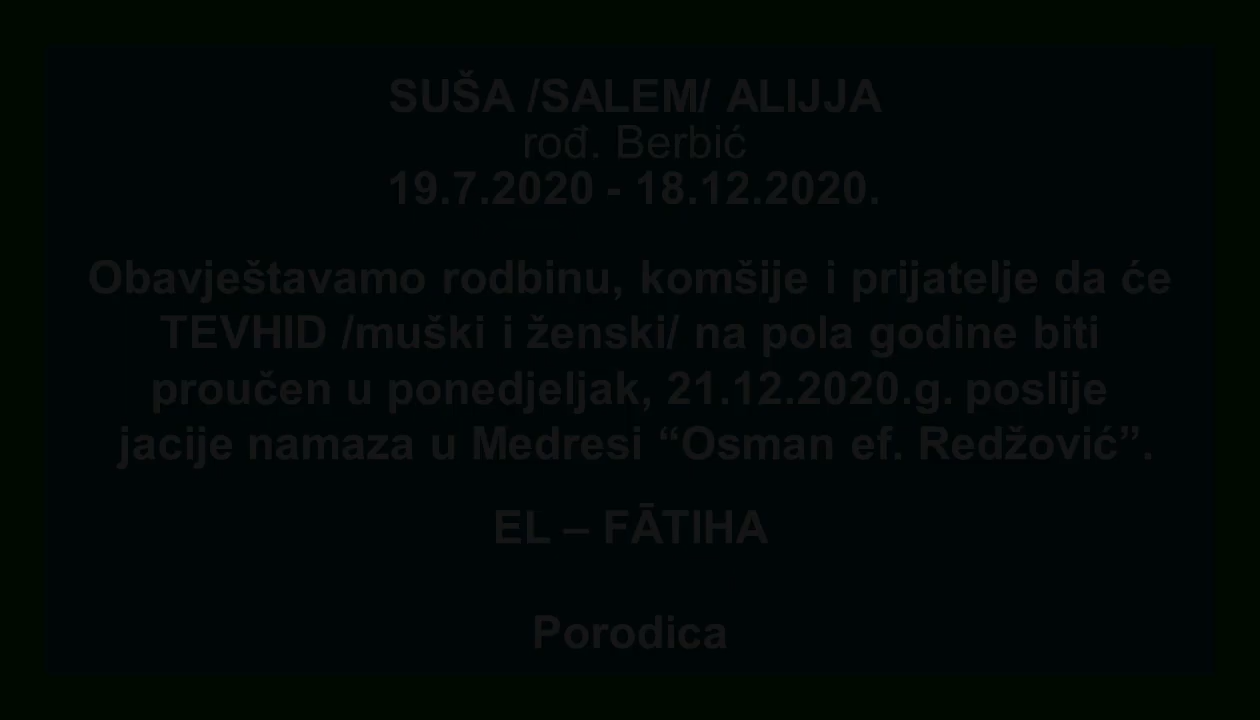 SUŠA /SALEM/ ALIJJA
rođ. Berbić
19.7.2020 - 18.12.2020.
Obavještavamo rodbinu, komšije i prijatelje da će
TEVHID /muški i ženski/ na pola godine biti
proučen u ponedjeljak, 21.12.2020.g. poslije
jacije namaza u Medresi “Osman ef. Redžović”.
EL – FĀTIHA
Porodica